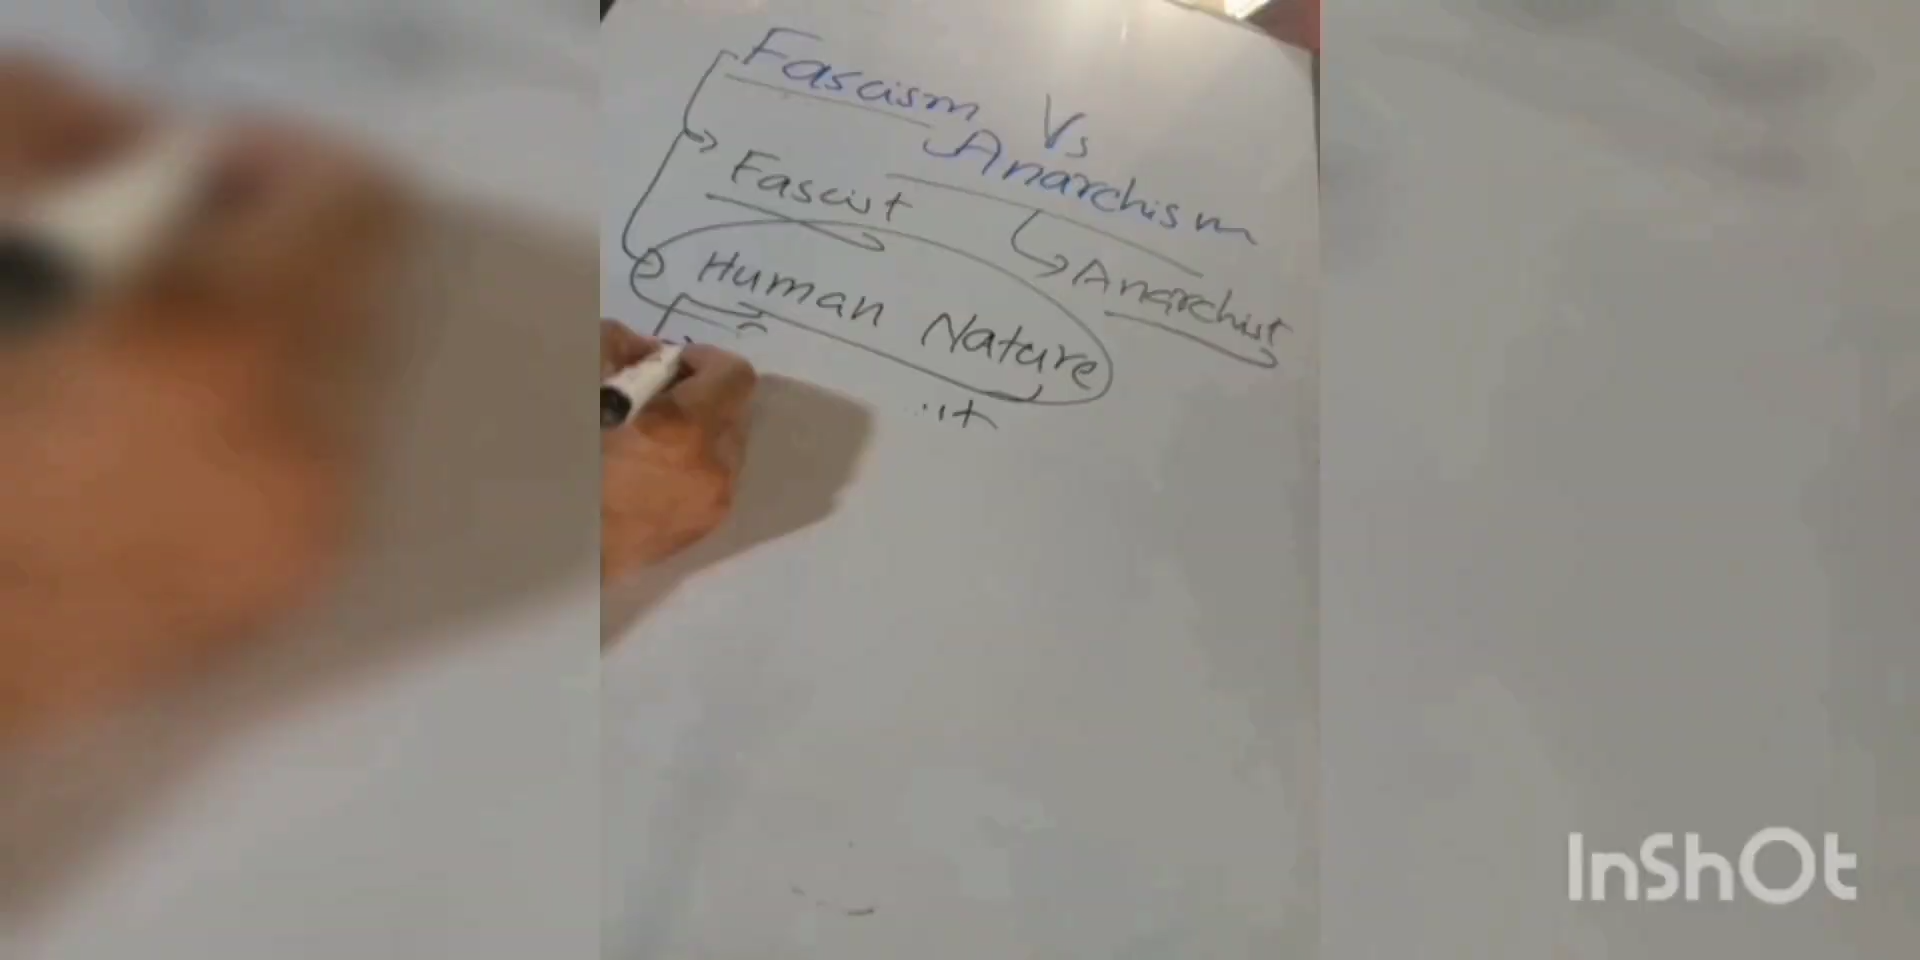 Fascism Vs
Anarchism
Fascist
Anarchist
Human Nature
InShOt